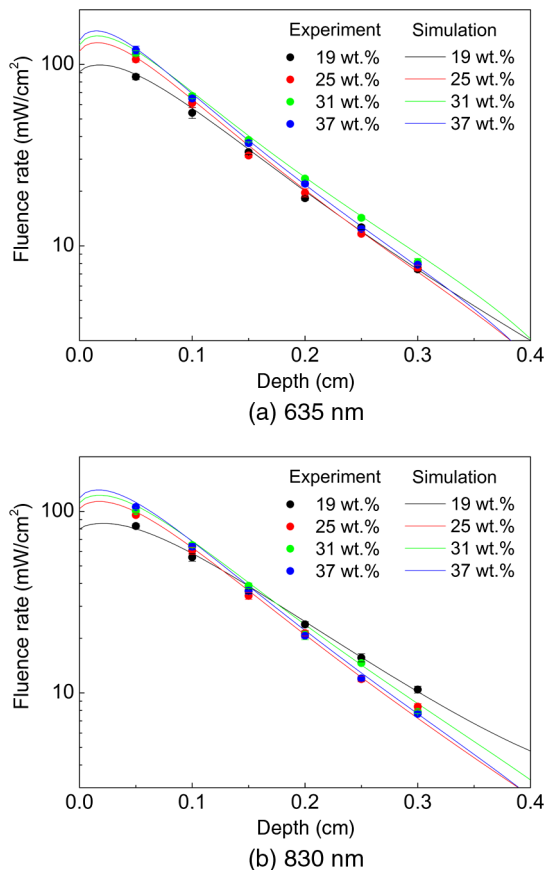 Experiment Simulation
19 wt.% 19 wt.%
25 wt.% 25 wt.%
31 wt.% 31 wt.%
37 wt.% 37 wt.%
100
10
Fluence rate (mW/cm²)
0.0 0.1 0.2 0.3 0.4
Depth (cm)
(a) 635 nm
Experiment Simulation
19 wt.% 19 wt.%
25 wt.% 25 wt.%
31 wt.% 31 wt.%
37 wt.% 37 wt.%
100
10
Fluence rate (mW/cm²)
0.0 0.1 0.2 0.3 0.4
Depth (cm)
(b) 830 nm